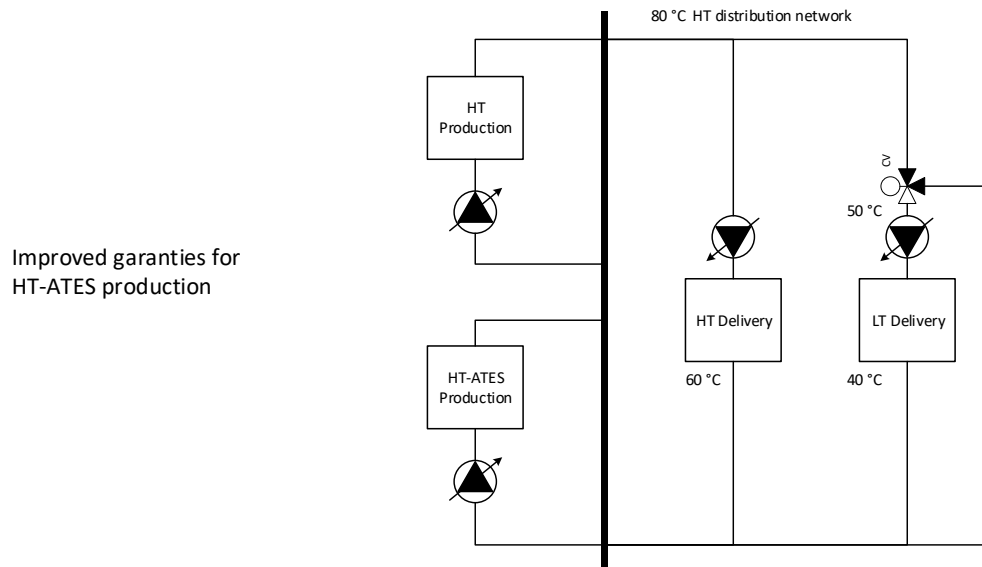 80 °C HT distribution network
HT
Production
CV
50 °C
Improved garanties for
HT-ATES production
HT Delivery
LT Delivery
HT-ATES
Production
60 °C
40 °C